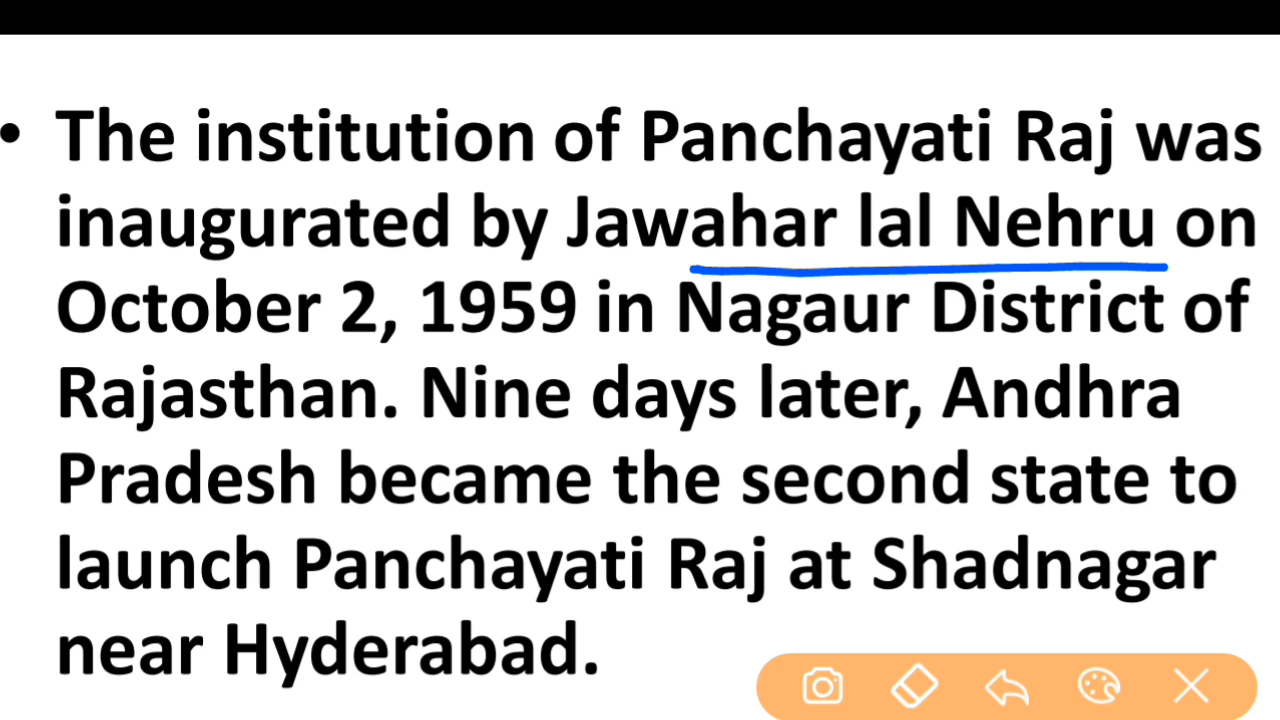 • The institution of Panchayati Raj was
inaugurated by Jawahar lal Nehru on
October 2, 1959 in Nagaur District of
Rajasthan. Nine days later, Andhra
Pradesh became the second state to
launch Panchayati Raj at Shadnagar
near Hyderabad.